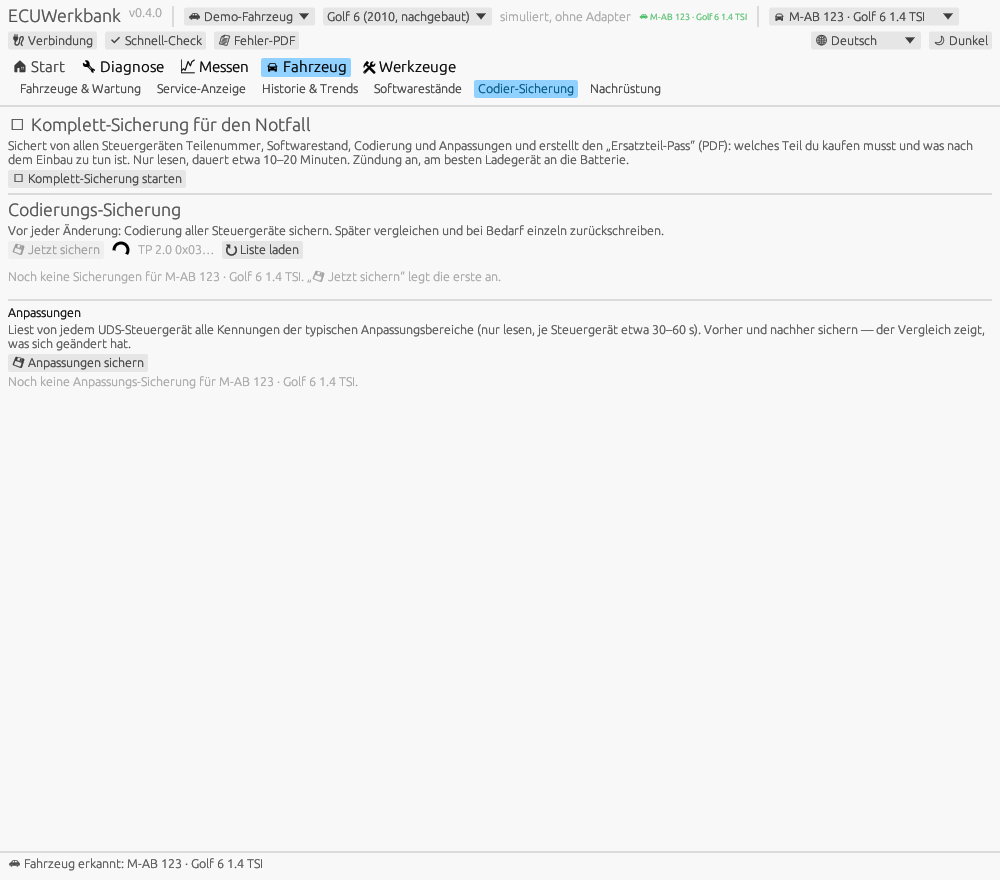 ECUWerkbank v0.4.0 Demo-Fahrzeug Golf 6 (2010, nachgebaut) simuliert, ohne Adapter M-AB 123 · Golf 6 1.4 TSI M-AB 123 · Golf 6 1.4 TSI
Verbindung Schnell-Check Fehler-PDF Deutsch Dunkel
Start Diagnose Messen Fahrzeug Werkzeuge
Fahrzeuge & Wartung Service-Anzeige Historie & Trends Softwarestände Codier-Sicherung Nachrüstung
Komplett-Sicherung für den Notfall
Sichert von allen Steuergeräten Teilenummer, Softwarestand, Codierung und Anpassungen und erstellt den „Ersatzteil-Pass“ (PDF): welches Teil du kaufen musst und was nach
dem Einbau zu tun ist. Nur lesen, dauert etwa 10–20 Minuten. Zündung an, am besten Ladegerät an die Batterie.
Komplett-Sicherung starten
Codierungs-Sicherung
Vor jeder Änderung: Codierung aller Steuergeräte sichern. Später vergleichen und bei Bedarf einzeln zurückschreiben.
Jetzt sichern TP 2.0 0x03… Liste laden
Noch keine Sicherungen für M-AB 123 · Golf 6 1.4 TSI. „Jetzt sichern“ legt die erste an.
Anpassungen
Liest von jedem UDS-Steuergerät alle Kennungen der typischen Anpassungsbereiche (nur lesen, je Steuergerät etwa 30–60 s). Vorher und nachher sichern — der Vergleich zeigt,
was sich geändert hat.
Anpassungen sichern
Noch keine Anpassungs-Sicherung für M-AB 123 · Golf 6 1.4 TSI.
Fahrzeug erkannt: M-AB 123 · Golf 6 1.4 TSI